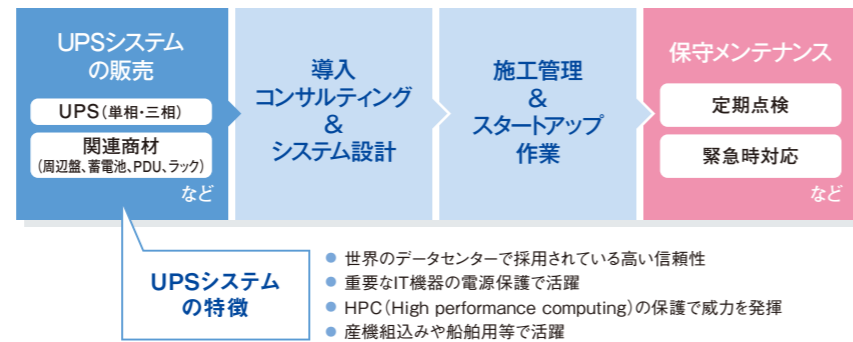 UPSシステム
の販売
UPS（単相・三相）
関連商材
（周辺盤、蓄電池、PDU、ラック）
など
導入
コンサルティング
&
システム設計
施工管理
&
スタートアップ
作業
保守メンテナンス
定期点検
緊急時対応
など
UPSシステム
の特徴
● 世界のデータセンターで採用されている高い信頼性
● 重要なIT機器の電源保護で活躍
● HPC（High performance computing）の保護で威力を発揮
● 産機組込みや船舶用等で活躍